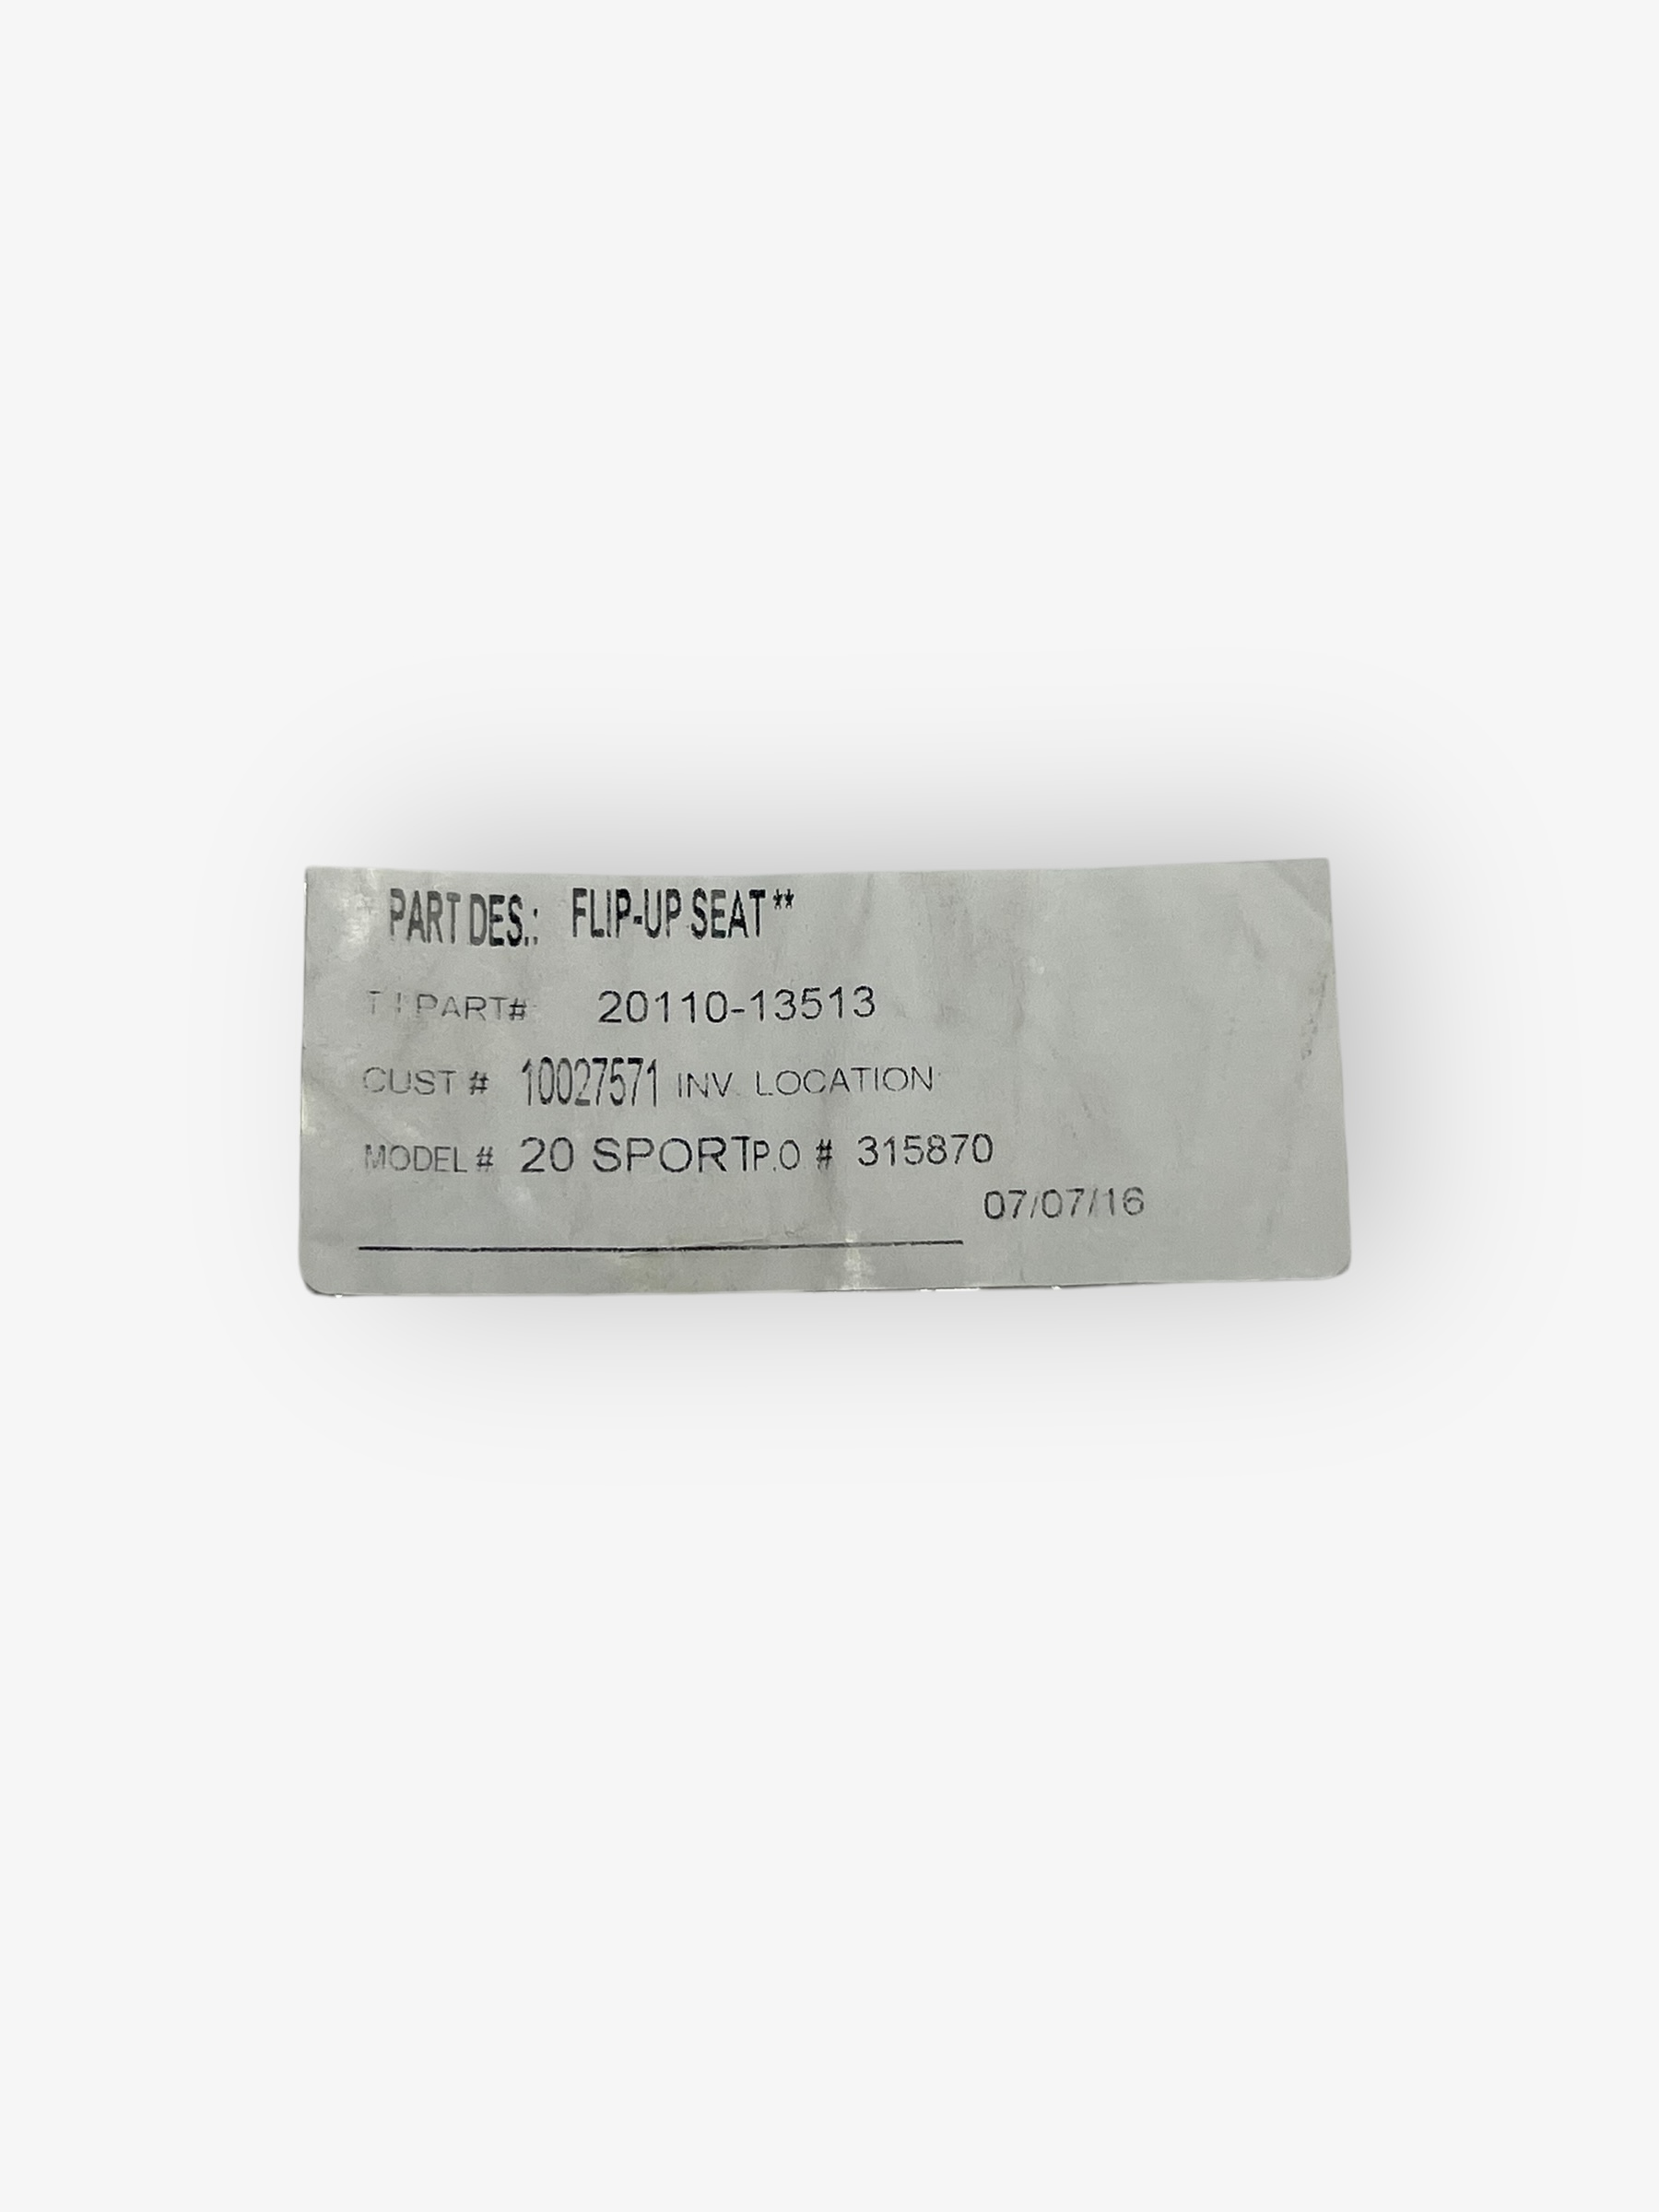 PART DES.: FLIP-UP SEAT**
PART# 20110-13513
CUST # 10027571 INV. LOCATION
MODEL # 20 SPORT P.O # 315870
07/07/16